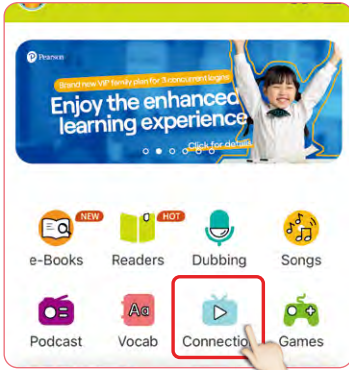 Pearson
Brand new VIP family plan for 3 concurrent logins
Enjoy the enhanced
learning experience
Click for details
NEW
HOT
e-Books
Readers
Dubbing
Songs
Aa
Podcast
Vocab
Connectio
Games